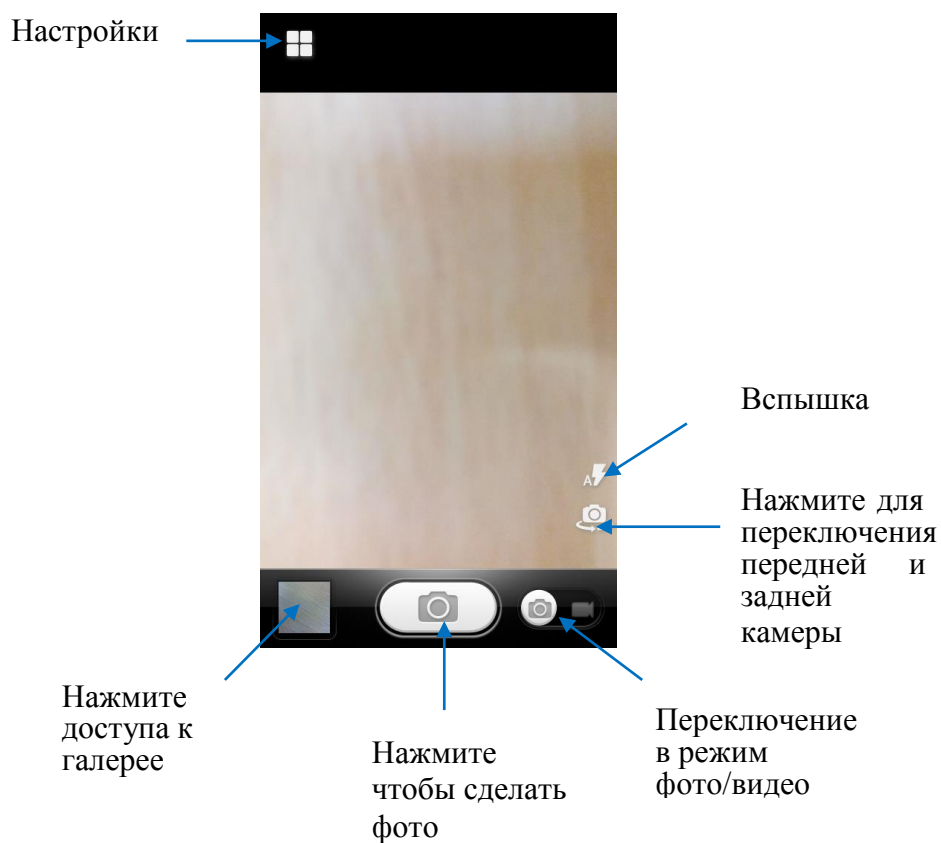 Настройки
Вспышка
A
Нажмите для
переключения
передней и
задней
камеры
Нажмите
доступа к
галерее
Нажмите
чтобы сделать
фото
Переключение
в режим
фото/видео